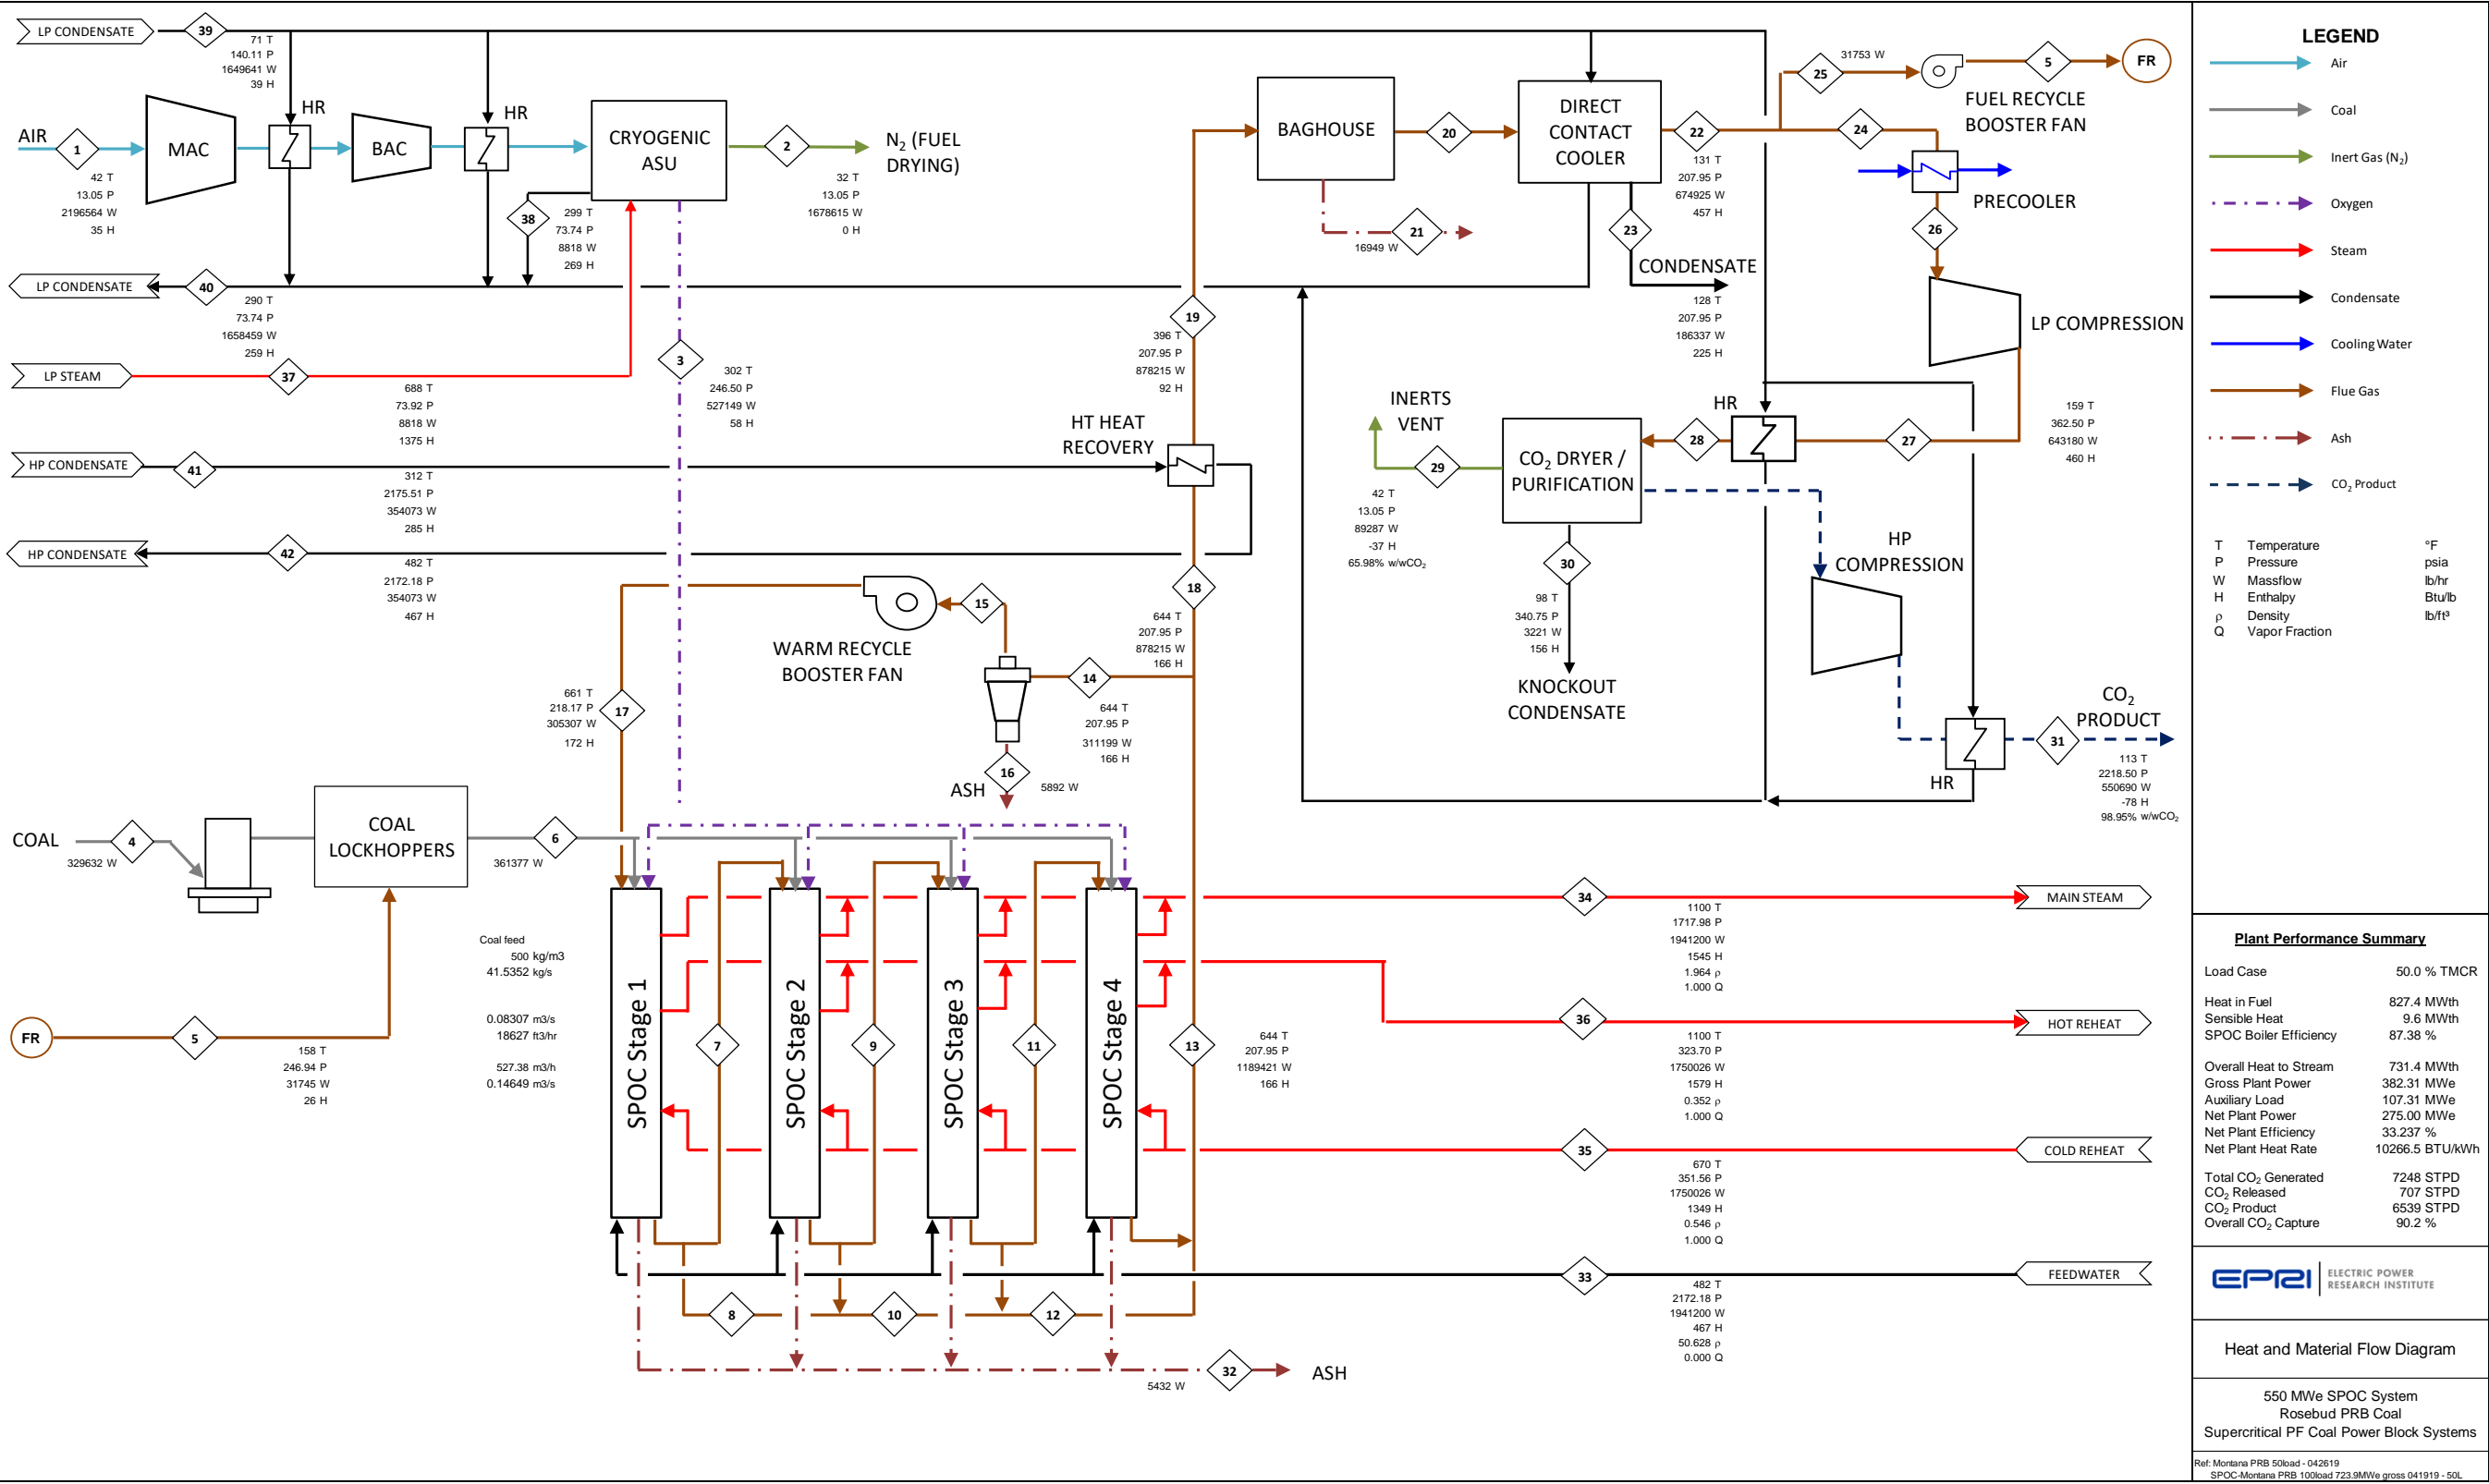 LP CONDENSATE
39
71 T
140.11 P
1649641 W
39 H
HR
HR
AIR
1
MAC
BAC
CRYOGENIC
ASU
2
N₂ (FUEL
DRYING)
42 T
13.05 P
2196564 W
35 H
32 T
13.05 P
1678615 W
0 H
38
299 T
73.74 P
8818 W
269 H
LP CONDENSATE
40
290 T
73.74 P
1658459 W
259 H
LP STEAM
37
688 T
73.92 P
8818 W
1375 H
3
302 T
246.50 P
527149 W
58 H
HP CONDENSATE
41
312 T
2175.51 P
354073 W
285 H
HP CONDENSATE
42
482 T
2172.18 P
354073 W
467 H
HT HEAT
RECOVERY
19
396 T
207.95 P
878215 W
92 H
18
644 T
207.95 P
878215 W
166 H
BAGHOUSE
20
21
16949 W
DIRECT
CONTACT
COOLER
22
131 T
207.95 P
674925 W
457 H
23
CONDENSATE
128 T
207.95 P
186337 W
225 H
25
31753 W
5
FR
FUEL RECYCLE
BOOSTER FAN
24
PRECOOLER
26
LP COMPRESSION
159 T
362.50 P
643180 W
460 H
27
HR
28
CO₂ DRYER /
PURIFICATION
INERTS
VENT
29
42 T
13.05 P
89287 W
-37 H
65.98% w/wCO₂
30
98 T
340.75 P
3221 W
156 H
KNOCKOUT
CONDENSATE
HP
COMPRESSION
HR
31
CO₂
PRODUCT
113 T
2218.50 P
550690 W
-78 H
98.95% w/wCO₂
15
WARM RECYCLE
BOOSTER FAN
14
644 T
207.95 P
311199 W
166 H
16
ASH
5892 W
17
661 T
218.17 P
305307 W
172 H
COAL
4
329632 W
COAL
LOCKHOPPERS
6
361377 W
Coal feed
500 kg/m3
41.5352 kg/s
0.08307 m3/s
18627 ft3/hr
527.38 m3/h
0.14649 m3/s
FR
5
158 T
246.94 P
31745 W
26 H
SPOC Stage 1
7
SPOC Stage 2
9
SPOC Stage 3
11
SPOC Stage 4
13
644 T
207.95 P
1189421 W
166 H
8
10
12
32
5432 W
ASH
34
MAIN STEAM
1100 T
1717.98 P
1941200 W
1545 H
1.964 ρ
1.000 Q
36
HOT REHEAT
1100 T
323.70 P
1750026 W
1579 H
0.352 ρ
1.000 Q
35
COLD REHEAT
670 T
351.56 P
1750026 W
1349 H
0.546 ρ
1.000 Q
33
FEEDWATER
482 T
2172.18 P
1941200 W
467 H
50.628 ρ
0.000 Q
LEGEND
Air
Coal
Inert Gas (N₂)
Oxygen
Steam
Condensate
Cooling Water
Flue Gas
Ash
CO₂ Product
T Temperature °F
P Pressure psia
W Massflow lb/hr
H Enthalpy Btu/lb
ρ Density lb/ft³
Q Vapor Fraction
Plant Performance Summary
Load Case 50.0 % TMCR
Heat in Fuel 827.4 MWth
Sensible Heat 9.6 MWth
SPOC Boiler Efficiency 87.38 %
Overall Heat to Stream 731.4 MWth
Gross Plant Power 382.31 MWe
Auxiliary Load 107.31 MWe
Net Plant Power 275.00 MWe
Net Plant Efficiency 33.237 %
Net Plant Heat Rate 10266.5 BTU/kWh
Total CO₂ Generated 7248 STPD
CO₂ Released 707 STPD
CO₂ Product 6539 STPD
Overall CO₂ Capture 90.2 %
EPRI ELECTRIC POWER
RESEARCH INSTITUTE
Heat and Material Flow Diagram
550 MWe SPOC System
Rosebud PRB Coal
Supercritical PF Coal Power Block Systems
Ref: Montana PRB 50load - 042619
SPOC-Montana PRB 100load 723.9MWe gross 041919 - 50L